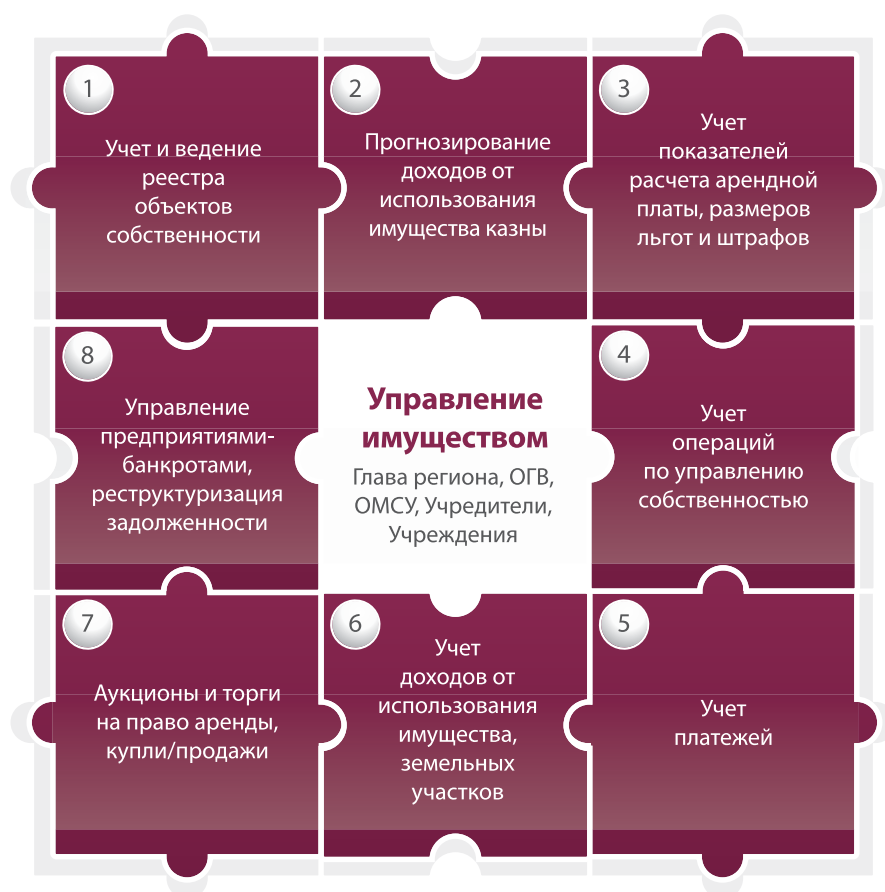 1
Учет и ведение
реестра
объектов
собственности
2
Прогнозирование
доходов от
использования
имущества казны
3
Учет
показателей
расчета арендной
платы, размеров
льгот и штрафов
8
Управление
предприятиями-
банкротами,
реструктуризация
задолженности
Управление
имуществом
Глава региона, ОГВ,
ОМСУ, Учредители,
Учреждения
4
Учет
операций
по управлению
собственностью
7
Аукционы и торги
на право аренды,
купли/продажи
6
Учет
доходов от
использования
имущества,
земельных
участков
5
Учет
платежей